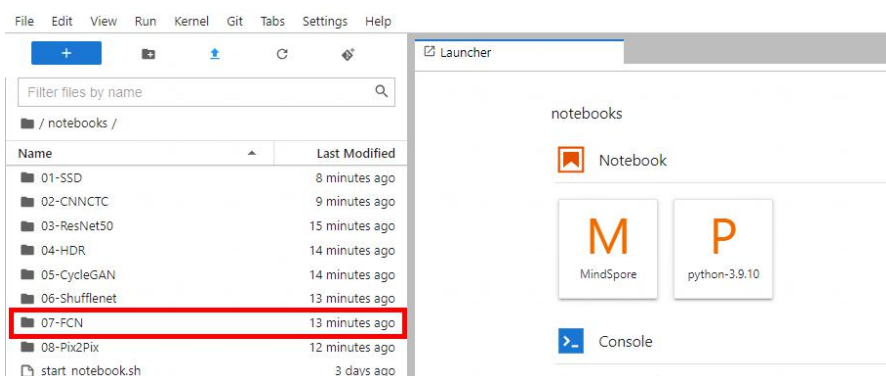 File Edit View Run Kernel Git Tabs Settings Help
Launcher
Filter files by name
/ notebooks /
Name Last Modified
01-SSD 8 minutes ago
02-CNNCTC 9 minutes ago
03-ResNet50 15 minutes ago
04-HDR 14 minutes ago
05-CycleGAN 14 minutes ago
06-Shufflenet 13 minutes ago
07-FCN 13 minutes ago
08-Pix2Pix 12 minutes ago
start_notebook.sh 3 days ago
notebooks
Notebook
M P
MindSpore python-3.9.10
Console